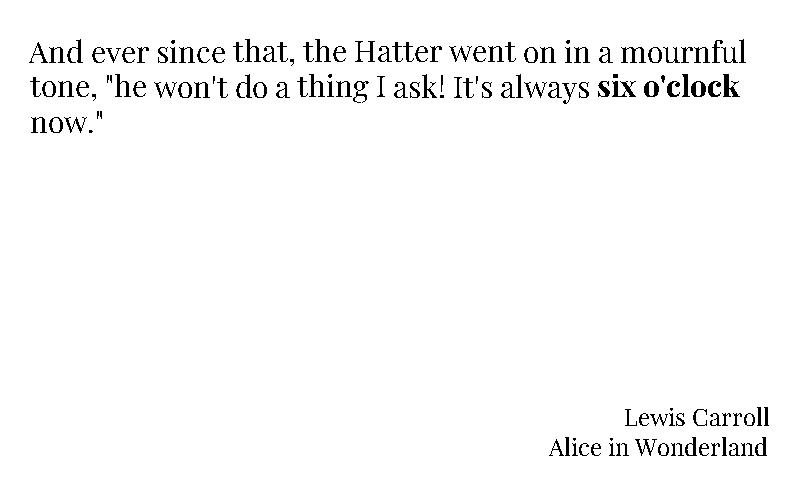 And ever since that, the Hatter went on in a mournful
tone, "he won't do a thing I ask! It's always six o'clock
now."
Lewis Carroll
Alice in Wonderland